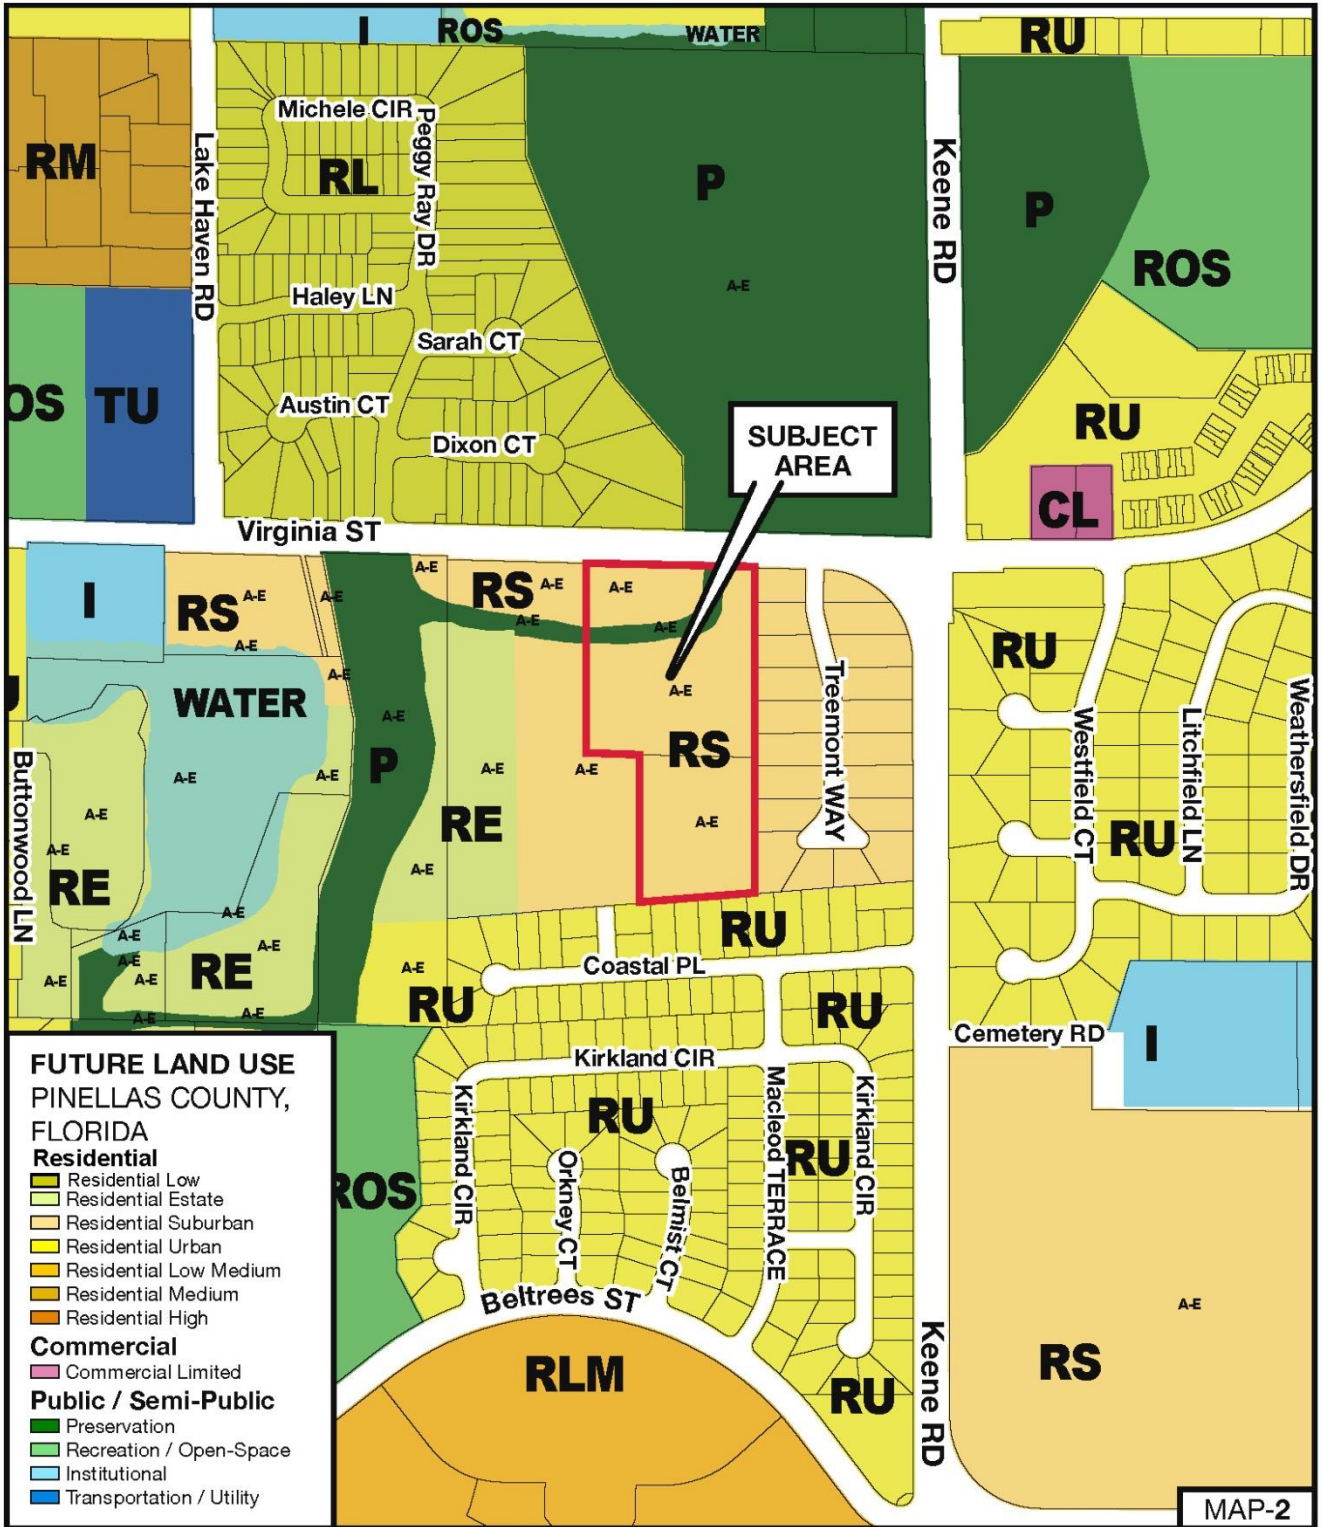 I
ROS
WATER
RU
Michele CIR
Peggy Ray DR
RM
Lake Haven RD
RL
P
Keene RD
P
ROS
Haley LN
A-E
Sarah CT
OS
TU
Austin CT
Dixon CT
SUBJECT
AREA
RU
CL
Virginia ST
I
RS
A-E
A-E
A-E
A-E
RS
A-E
A-E
A-E
A-E
A-E
A-E
RU
WATER
A-E
A-E
P
A-E
RS
Treemont WAY
Westfield CT
Litchfield LN
Weathersfield DR
Buttonwood LN
A-E
A-E
A-E
A-E
A-E
RE
A-E
RU
A-E
A-E
RE
A-E
A-E
RU
A-E
A-E
A-E
RE
A-E
A-E
A-E
A-E
A-E
RU
Coastal PL
RU
Cemetery RD
I
Kirkland CIR
Kirkland CIR
RU
Macleod TERRACE
Kirkland CIR
RU
ROS
Orkney CT
Belmist CT
Beltrees ST
RLM
RU
Keene RD
A-E
RS
FUTURE LAND USE
PINELLAS COUNTY,
FLORIDA
Residential
Residential Low
Residential Estate
Residential Suburban
Residential Urban
Residential Low Medium
Residential Medium
Residential High
Commercial
Commercial Limited
Public / Semi-Public
Preservation
Recreation / Open-Space
Institutional
Transportation / Utility
MAP-2